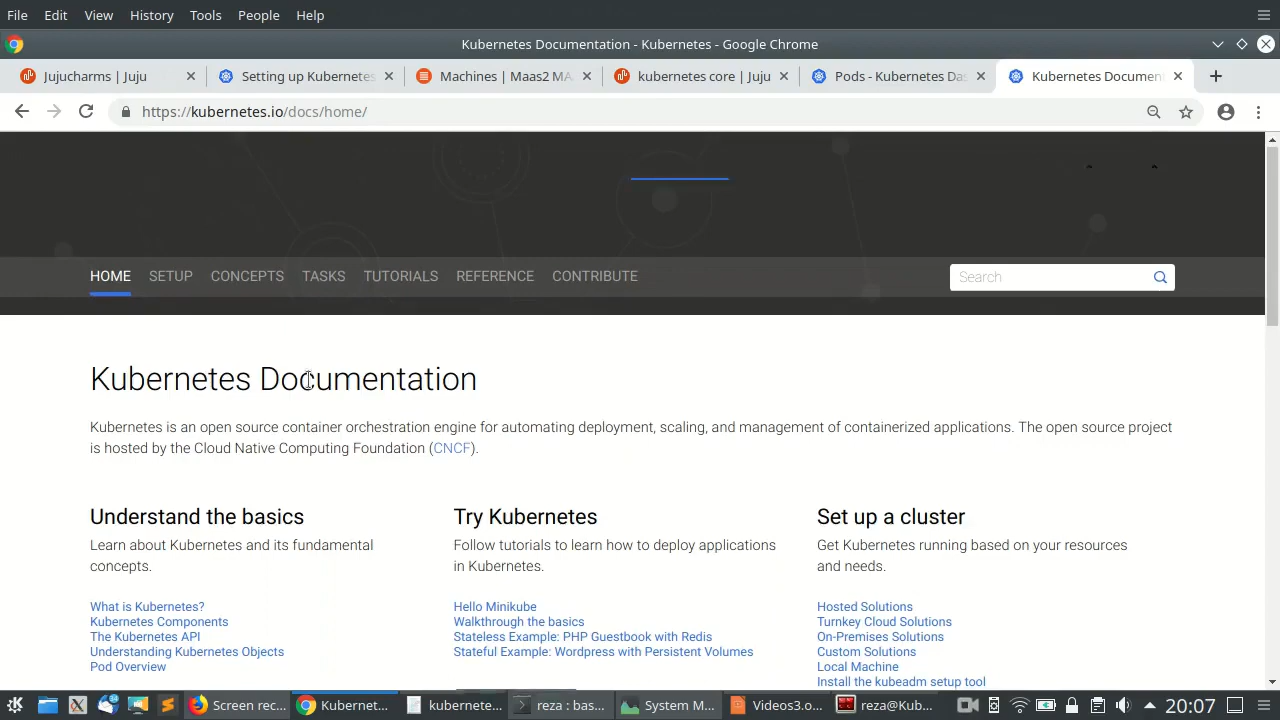 File Edit View History Tools People Help
Kubernetes Documentation - Kubernetes - Google Chrome
Jujucharms | Juju
Setting up Kubernetes
Machines | Maas2 MA
kubernetes core | Juju
Pods - Kubernetes Das
Kubernetes Document
https://kubernetes.io/docs/home/
HOME SETUP CONCEPTS TASKS TUTORIALS REFERENCE CONTRIBUTE
Search
Kubernetes Documentation
Kubernetes is an open source container orchestration engine for automating deployment, scaling, and management of containerized applications. The open source project
is hosted by the Cloud Native Computing Foundation (CNCF).
Understand the basics
Learn about Kubernetes and its fundamental
concepts.
What is Kubernetes?
Kubernetes Components
The Kubernetes API
Understanding Kubernetes Objects
Pod Overview
Try Kubernetes
Follow tutorials to learn how to deploy applications
in Kubernetes.
Hello Minikube
Walkthrough the basics
Stateless Example: PHP Guestbook with Redis
Stateful Example: Wordpress with Persistent Volumes
Set up a cluster
Get Kubernetes running based on your resources
and needs.
Hosted Solutions
Turnkey Cloud Solutions
On-Premises Solutions
Custom Solutions
Local Machine
Install the kubeadm setup tool
Screen rec...
Kubernet...
kubernete...
reza : bas...
System M...
Videos3.o...
reza@Kub...
20:07